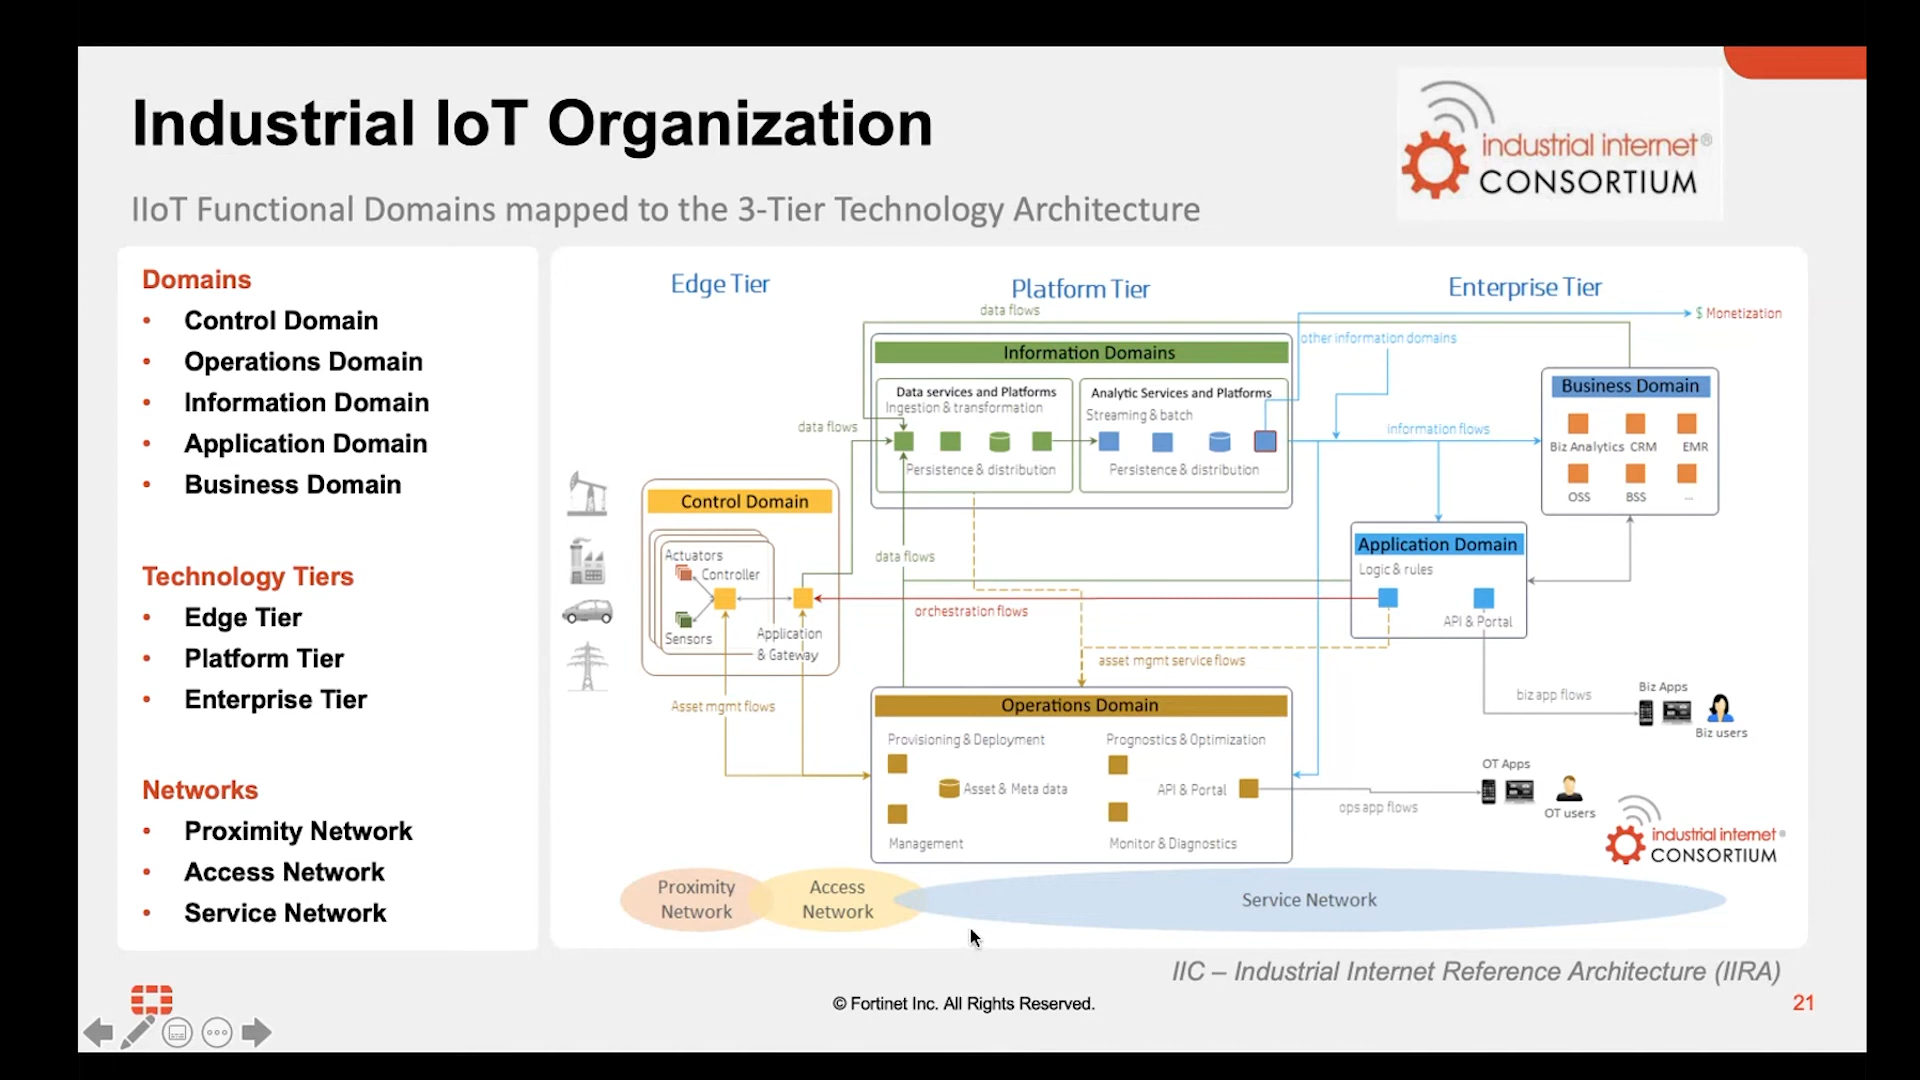 Industrial IoT Organization
industrial internet®
CONSORTIUM
IIoT Functional Domains mapped to the 3-Tier Technology Architecture
Domains
• Control Domain
• Operations Domain
• Information Domain
• Application Domain
• Business Domain
Technology Tiers
• Edge Tier
• Platform Tier
• Enterprise Tier
Networks
• Proximity Network
• Access Network
• Service Network
Edge Tier
Platform Tier
Enterprise Tier
data flows
$ Monetization
other information domains
Information Domains
Data services and Platforms
Ingestion & transformation
Persistence & distribution
Analytic Services and Platforms
Streaming & batch
Persistence & distribution
data flows
information flows
Business Domain
Biz Analytics CRM EMR
OSS BSS ...
Control Domain
Actuators
Controller
Sensors
Application
& Gateway
data flows
Application Domain
Logic & rules
API & Portal
orchestration flows
asset mgmt service flows
Asset mgmt flows
Operations Domain
Provisioning & Deployment
Prognostics & Optimization
Asset & Meta data
API & Portal
Management
Monitor & Diagnostics
biz app flows
Biz Apps
Biz users
OT Apps
ops app flows
OT users
industrial internet®
CONSORTIUM
Proximity
Network
Access
Network
Service Network
IIC – Industrial Internet Reference Architecture (IIRA)
© Fortinet Inc. All Rights Reserved.
21